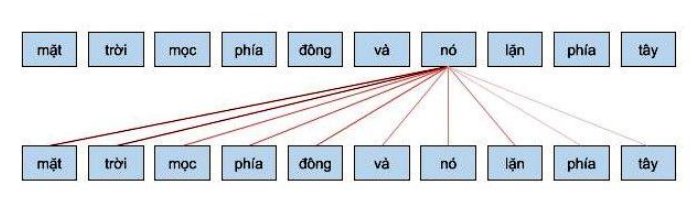 mặt trời mọc phía đông và nó lặn phía tây
mặt trời mọc phía đông và nó lặn phía tây